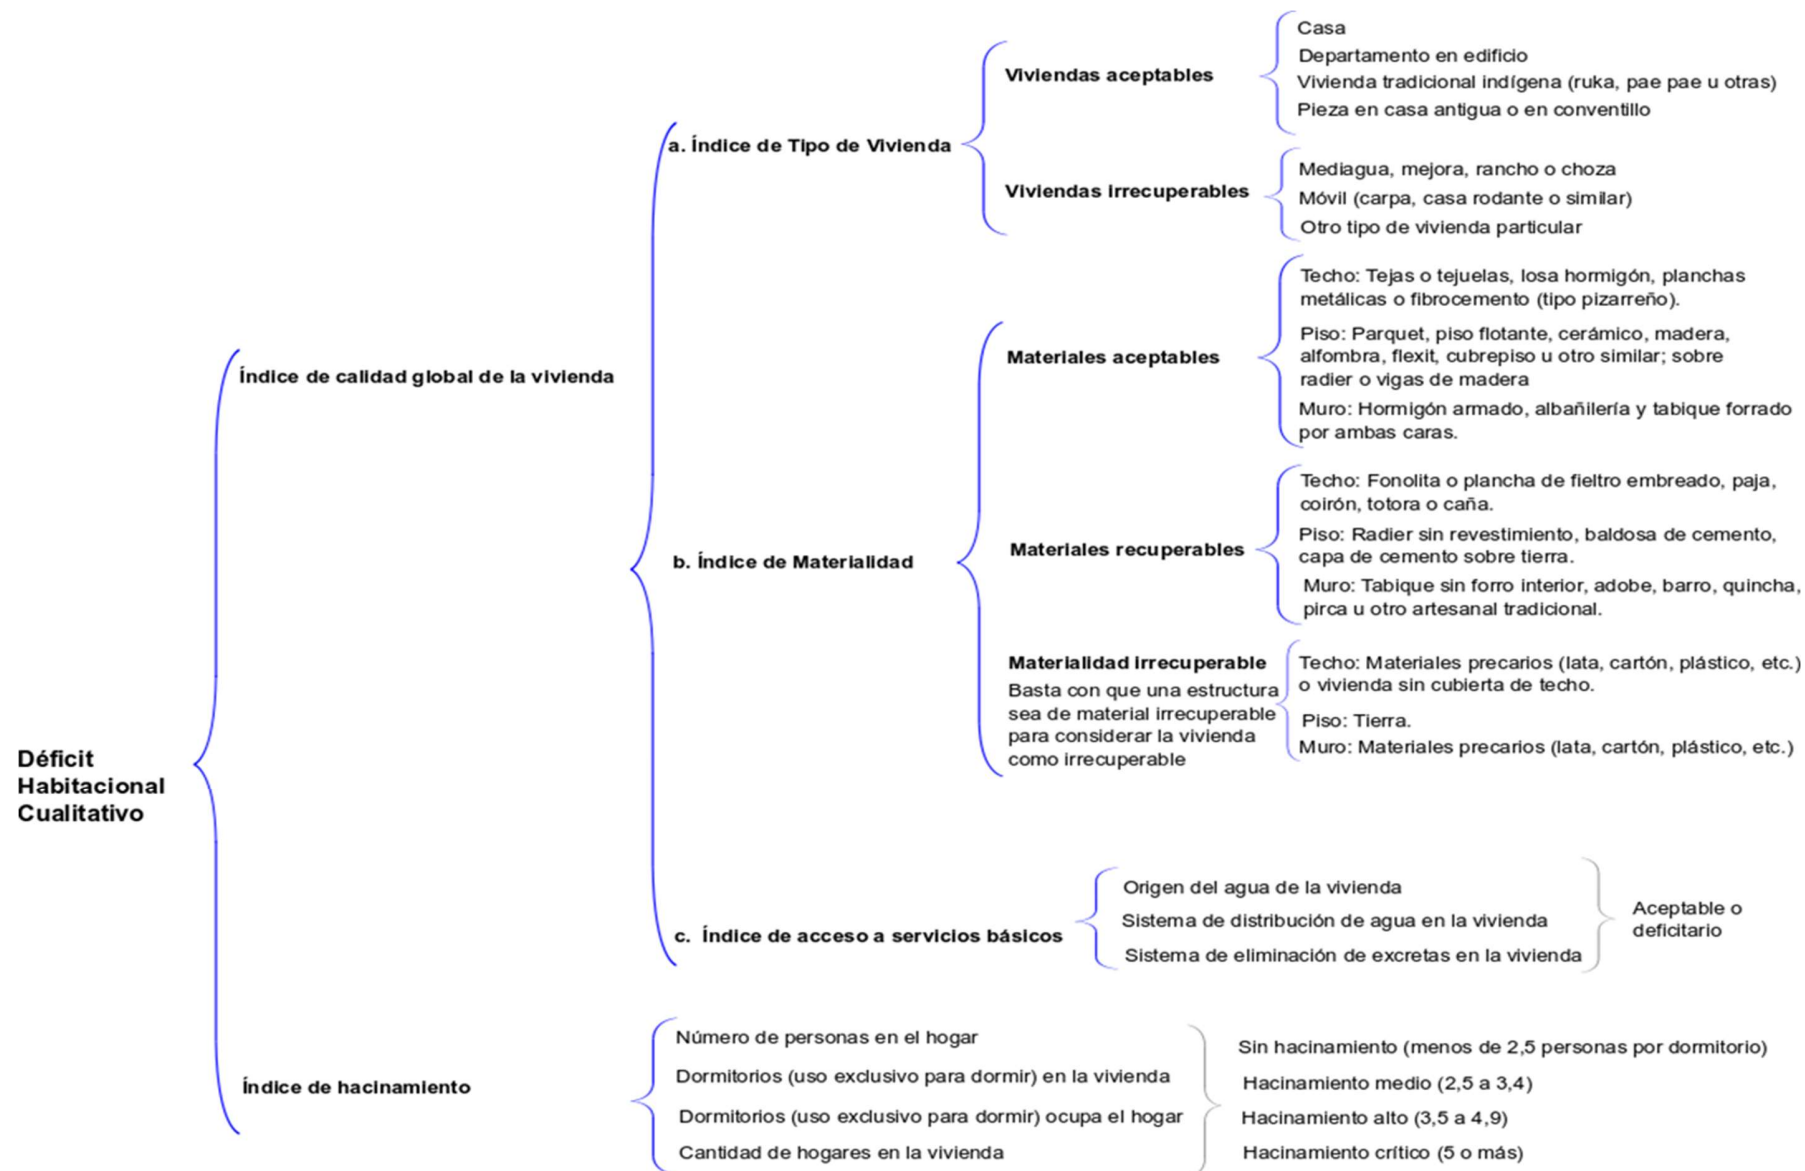 Déficit
Habitacional
Cualitativo
Índice de calidad global de la vivienda
a. Índice de Tipo de Vivienda
Viviendas aceptables
Casa
Departamento en edificio
Vivienda tradicional indígena (ruka, pae pae u otras)
Pieza en casa antigua o en conventillo
Viviendas irrecuperables
Mediagua, mejora, rancho o choza
Móvil (carpa, casa rodante o similar)
Otro tipo de vivienda particular
b. Índice de Materialidad
Materiales aceptables
Techo: Tejas o tejuelas, losa hormigón, planchas
metálicas o fibrocemento (tipo pizarreño).
Piso: Parquet, piso flotante, cerámico, madera,
alfombra, flexit, cubrepiso u otro similar; sobre
radier o vigas de madera
Muro: Hormigón armado, albañilería y tabique forrado
por ambas caras.
Materiales recuperables
Techo: Fonolita o plancha de fieltro embreado, paja,
coirón, totora o caña.
Piso: Radier sin revestimiento, baldosa de cemento,
capa de cemento sobre tierra.
Muro: Tabique sin forro interior, adobe, barro, quincha,
pirca u otro artesanal tradicional.
Materialidad irrecuperable
Basta con que una estructura
sea de material irrecuperable
para considerar la vivienda
como irrecuperable
Techo: Materiales precarios (lata, cartón, plástico, etc.)
o vivienda sin cubierta de techo.
Piso: Tierra.
Muro: Materiales precarios (lata, cartón, plástico, etc.)
c. Índice de acceso a servicios básicos
Origen del agua de la vivienda
Sistema de distribución de agua en la vivienda
Sistema de eliminación de excretas en la vivienda
Aceptable o
deficitario
Índice de hacinamiento
Número de personas en el hogar
Dormitorios (uso exclusivo para dormir) en la vivienda
Dormitorios (uso exclusivo para dormir) ocupa el hogar
Cantidad de hogares en la vivienda
Sin hacinamiento (menos de 2,5 personas por dormitorio)
Hacinamiento medio (2,5 a 3,4)
Hacinamiento alto (3,5 a 4,9)
Hacinamiento crítico (5 o más)